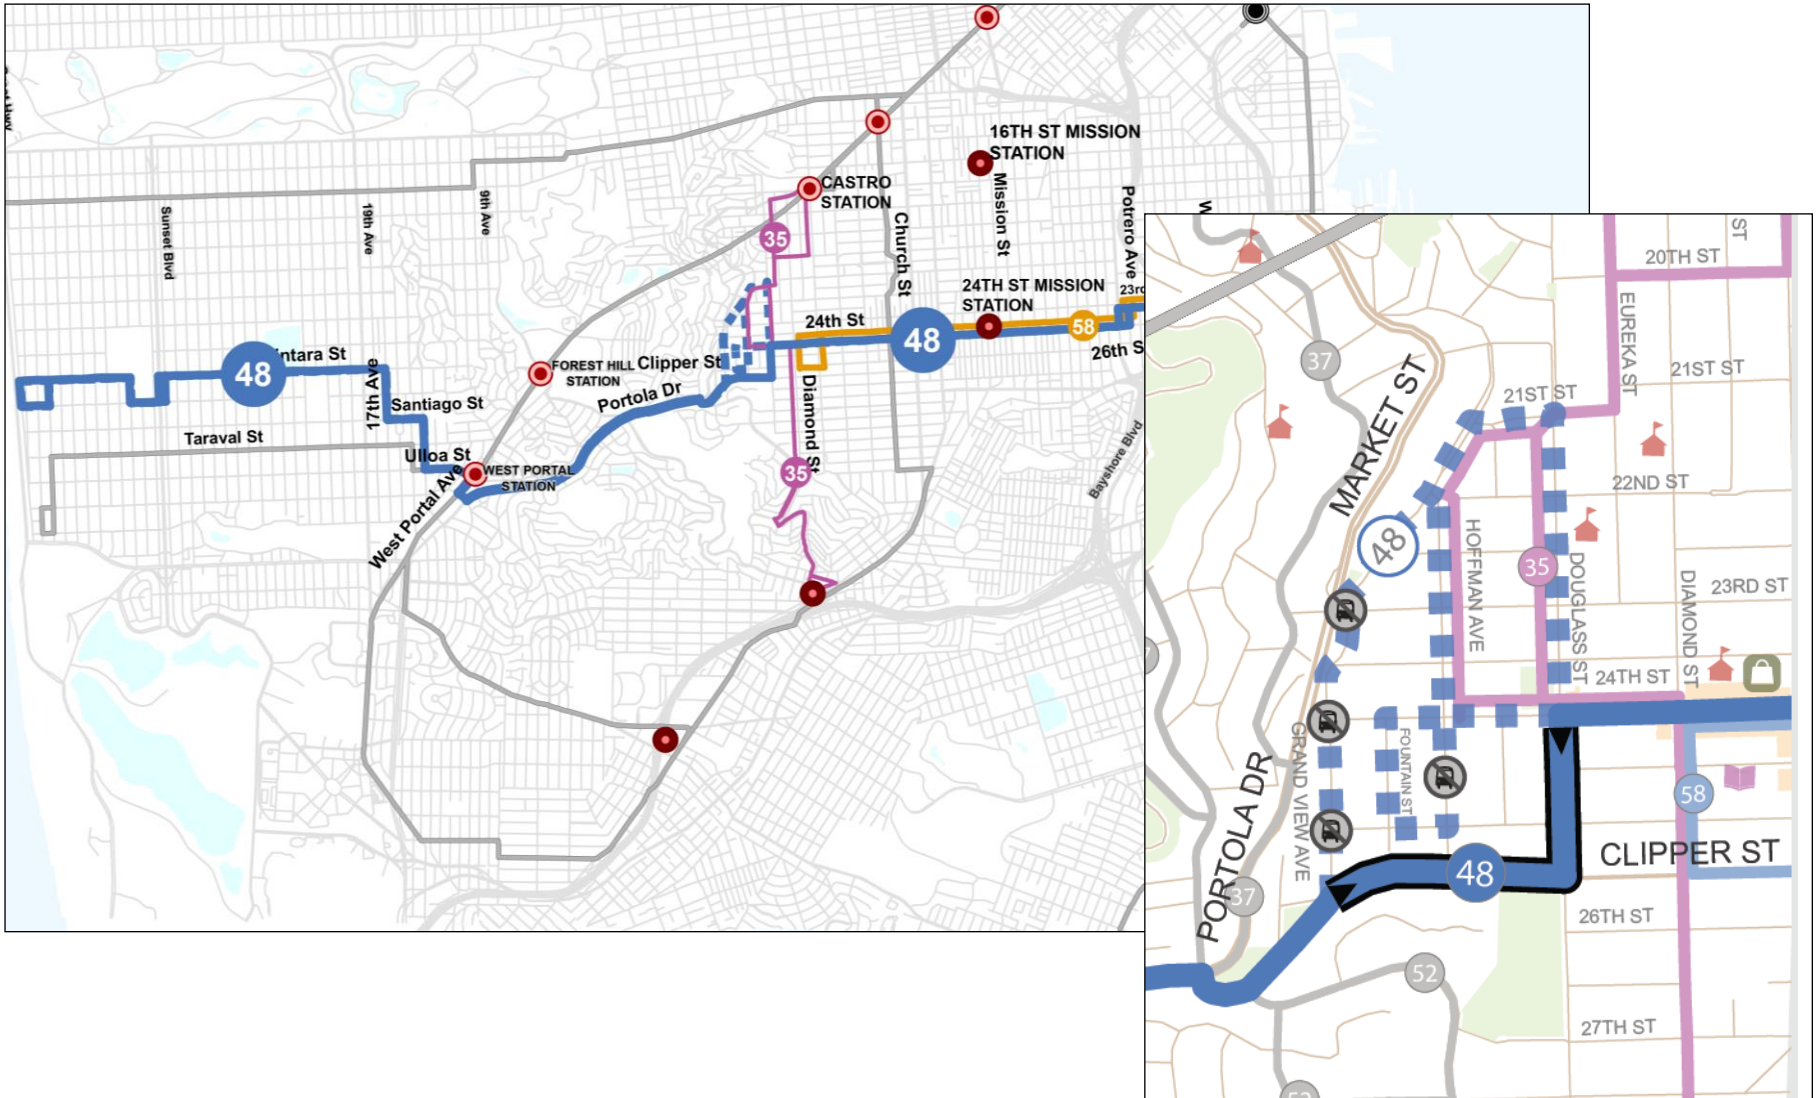 16TH ST MISSION
STATION
CASTRO
STATION
Sunset Blvd
19th Ave
9th Ave
Church St
Mission St
Potrero Ave
W
35
24TH ST MISSION
STATION
23rd
24th St
48
58
26th S
48
intara St
17th Ave
FOREST HILL
STATION
Clipper St
Portola Dr
Santiago St
Taraval St
Ulloa St
WEST PORTAL
STATION
West Portal Ave
Diamond St
35
Bayshore Blvd
ST
20TH ST
37
EUREKA ST
21ST ST
21ST ST
MARKET ST
22ND ST
48
HOFFMAN AVE
35
DOUGLASS ST
DIAMOND ST
23RD ST
24TH ST
GRAND VIEW AVE
FOUNTAIN ST
PORTOLA DR
58
CLIPPER ST
48
37
26TH ST
52
27TH ST
52